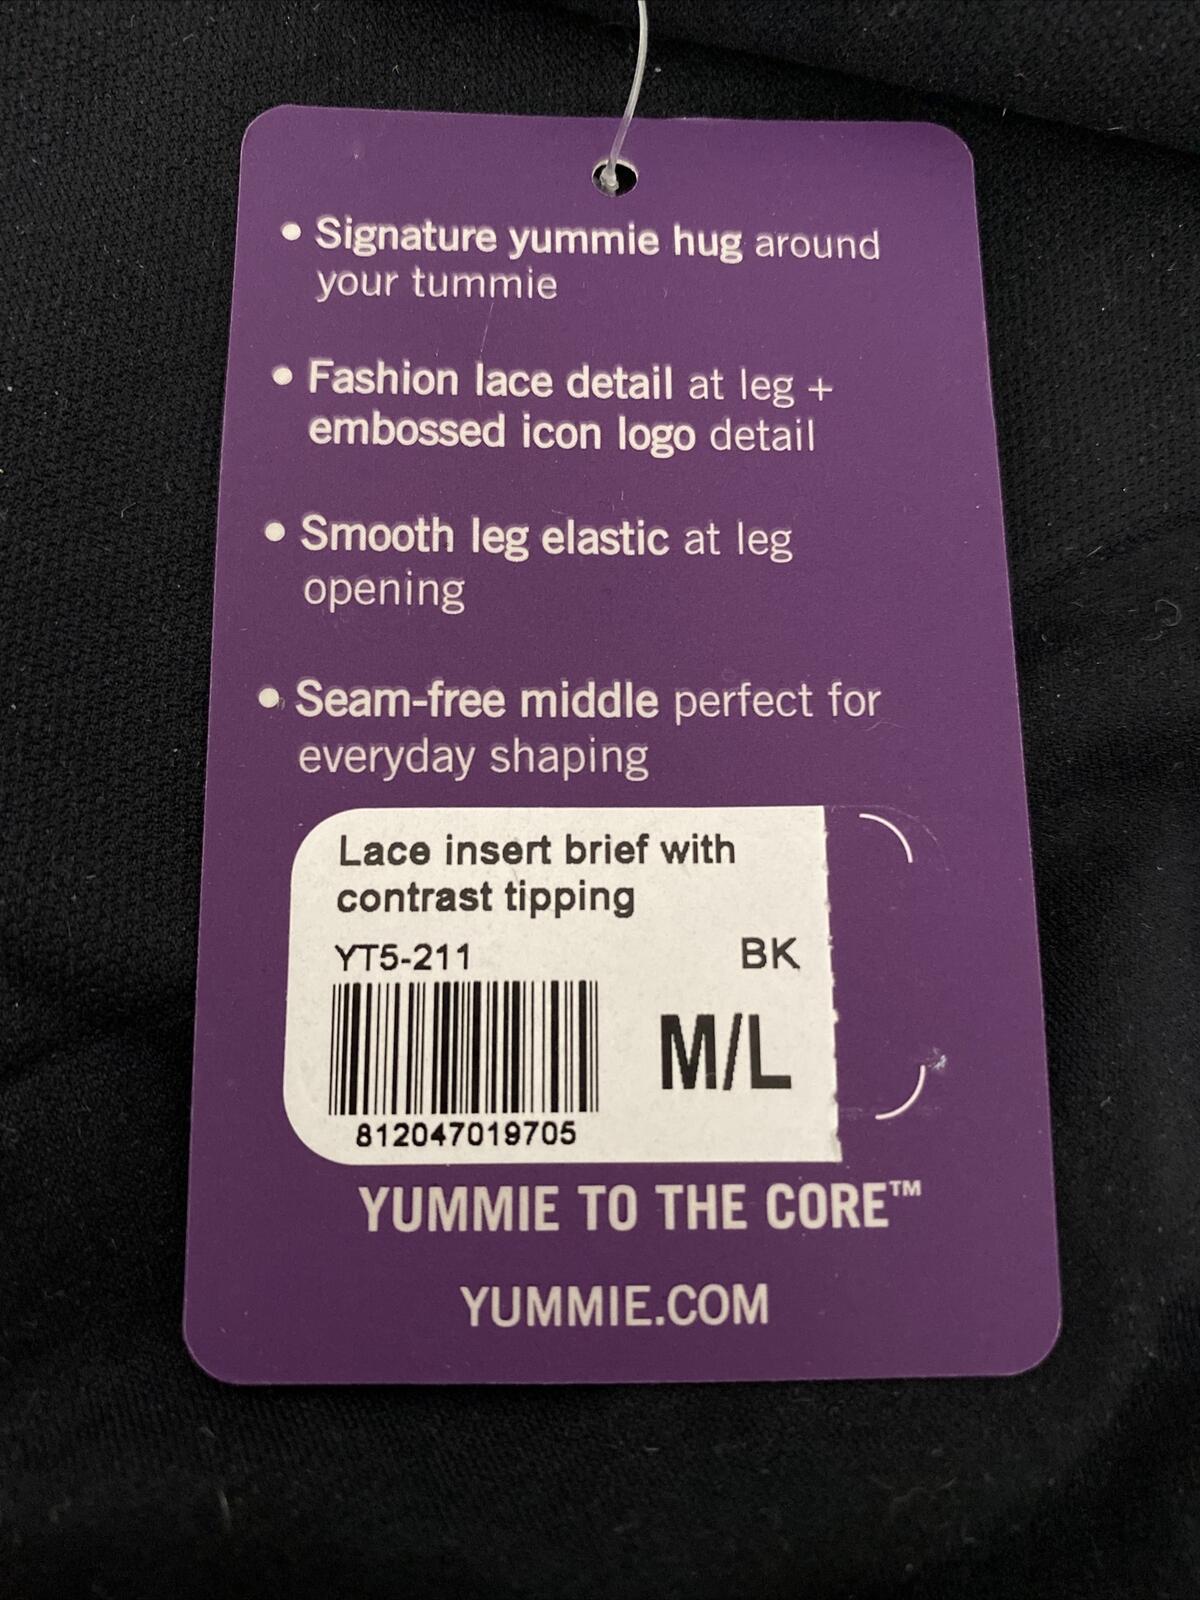 • Signature yummie hug around
your tummie
• Fashion lace detail at leg +
embossed icon logo detail
• Smooth leg elastic at leg
opening
• Seam-free middle perfect for
everyday shaping
Lace insert brief with
contrast tipping
YT5-211 BK
M/L
812047019705
YUMMIE TO THE CORE™
YUMMIE.COM